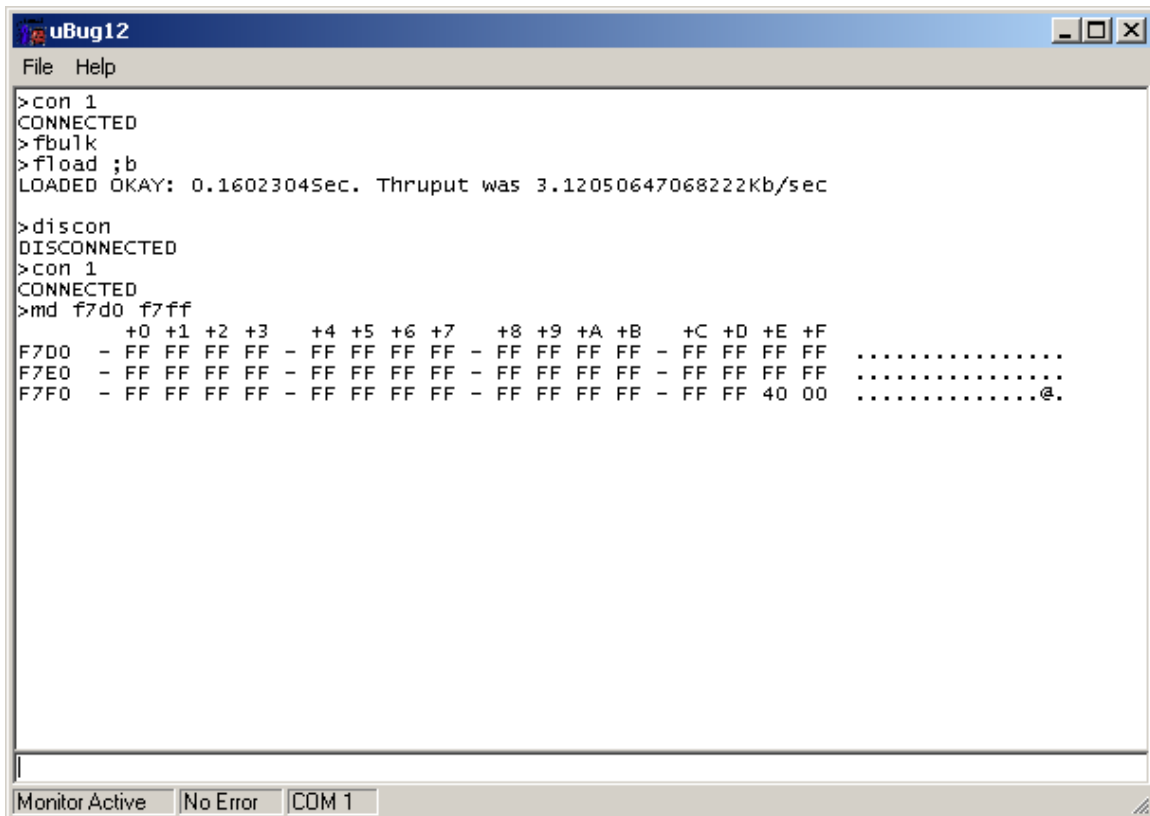 uBug12
File Help
>con 1
CONNECTED
>fbulk
>fload ;b
LOADED OKAY: 0.1602304Sec. Thruput was 3.12050647068222Kb/sec
>discon
DISCONNECTED
>con 1
CONNECTED
>md f7d0 f7ff
+0 +1 +2 +3 +4 +5 +6 +7 +8 +9 +A +B +C +D +E +F
F7D0 - FF FF FF FF - FF FF FF FF - FF FF FF FF - FF FF FF FF ................
F7E0 - FF FF FF FF - FF FF FF FF - FF FF FF FF - FF FF FF FF ................
F7F0 - FF FF FF FF - FF FF FF FF - FF FF FF FF - FF FF 40 00 ..............@.
Monitor Active No Error COM 1